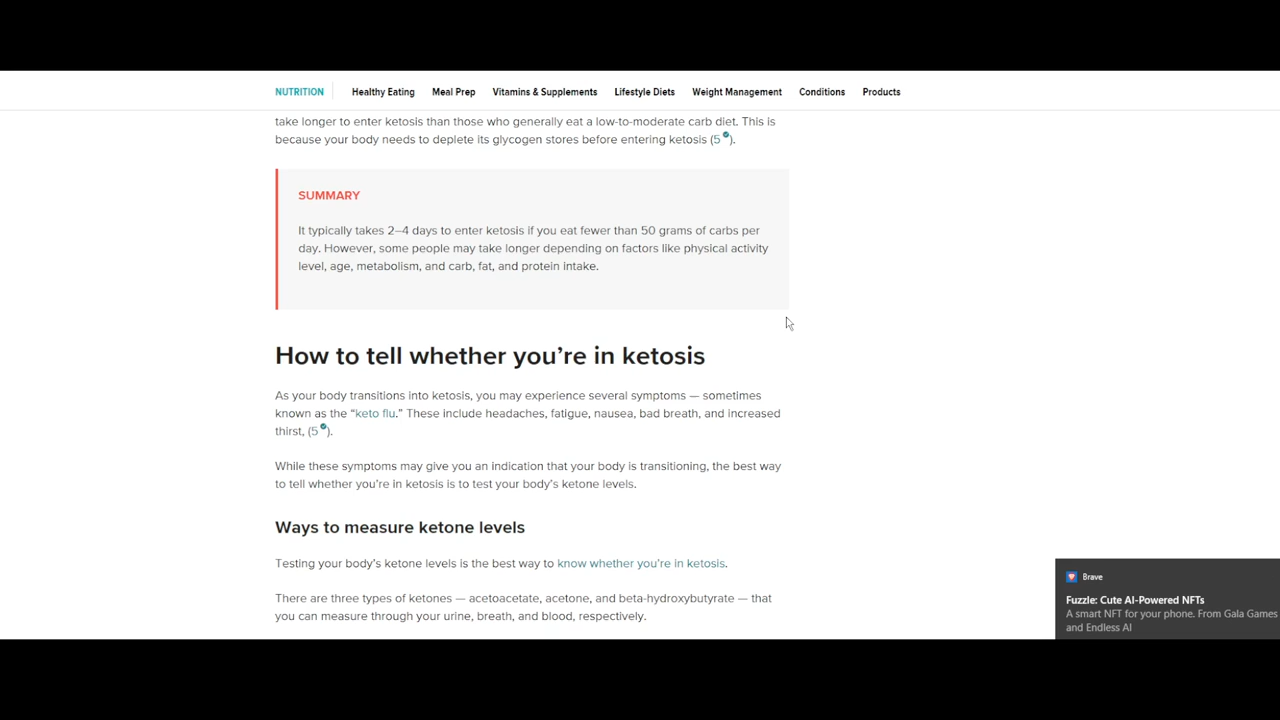 NUTRITION Healthy Eating Meal Prep Vitamins & Supplements Lifestyle Diets Weight Management Conditions Products
take longer to enter ketosis than those who generally eat a low-to-moderate carb diet. This is
because your body needs to deplete its glycogen stores before entering ketosis (5).
SUMMARY
It typically takes 2–4 days to enter ketosis if you eat fewer than 50 grams of carbs per
day. However, some people may take longer depending on factors like physical activity
level, age, metabolism, and carb, fat, and protein intake.
How to tell whether you’re in ketosis
As your body transitions into ketosis, you may experience several symptoms — sometimes
known as the “keto flu.” These include headaches, fatigue, nausea, bad breath, and increased
thirst, (5).
While these symptoms may give you an indication that your body is transitioning, the best way
to tell whether you’re in ketosis is to test your body’s ketone levels.
Ways to measure ketone levels
Testing your body’s ketone levels is the best way to know whether you’re in ketosis.
There are three types of ketones — acetoacetate, acetone, and beta-hydroxybutyrate — that
you can measure through your urine, breath, and blood, respectively.
Brave
Fuzzle: Cute AI-Powered NFTs
A smart NFT for your phone. From Gala Games
and Endless AI